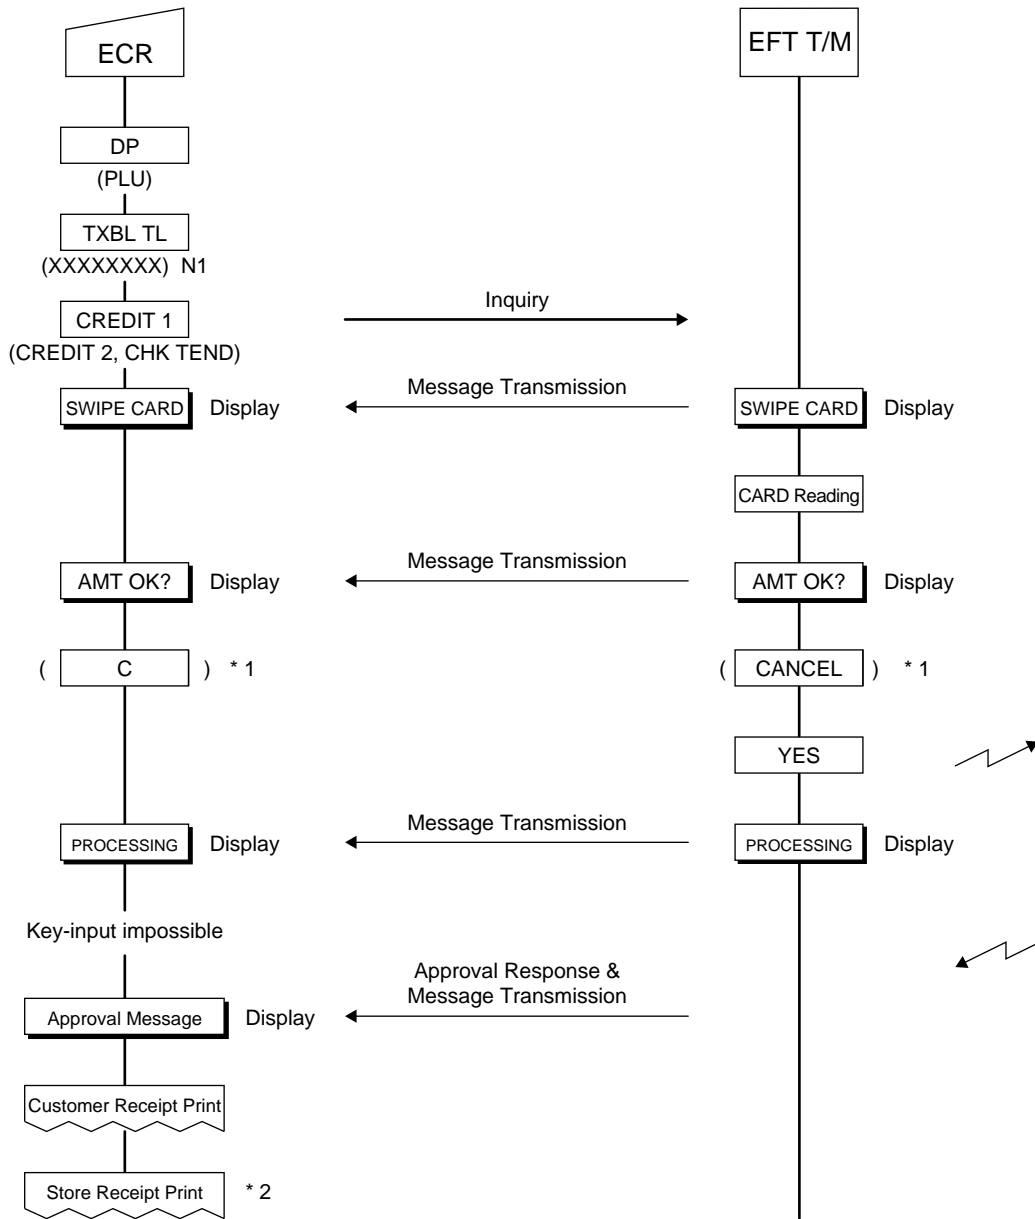 ECR
EFT T/M
DP
(PLU)
TXBL TL
(XXXXXXXX) N1
Inquiry
CREDIT 1
(CREDIT 2, CHK TEND)
Message Transmission
SWIPE CARD Display
SWIPE CARD Display
CARD Reading
Message Transmission
AMT OK? Display
AMT OK? Display
( C ) * 1
( CANCEL ) * 1
YES
Message Transmission
PROCESSING Display
PROCESSING Display
Key-input impossible
Approval Response &
Message Transmission
Approval Message Display
Customer Receipt Print
Store Receipt Print * 2